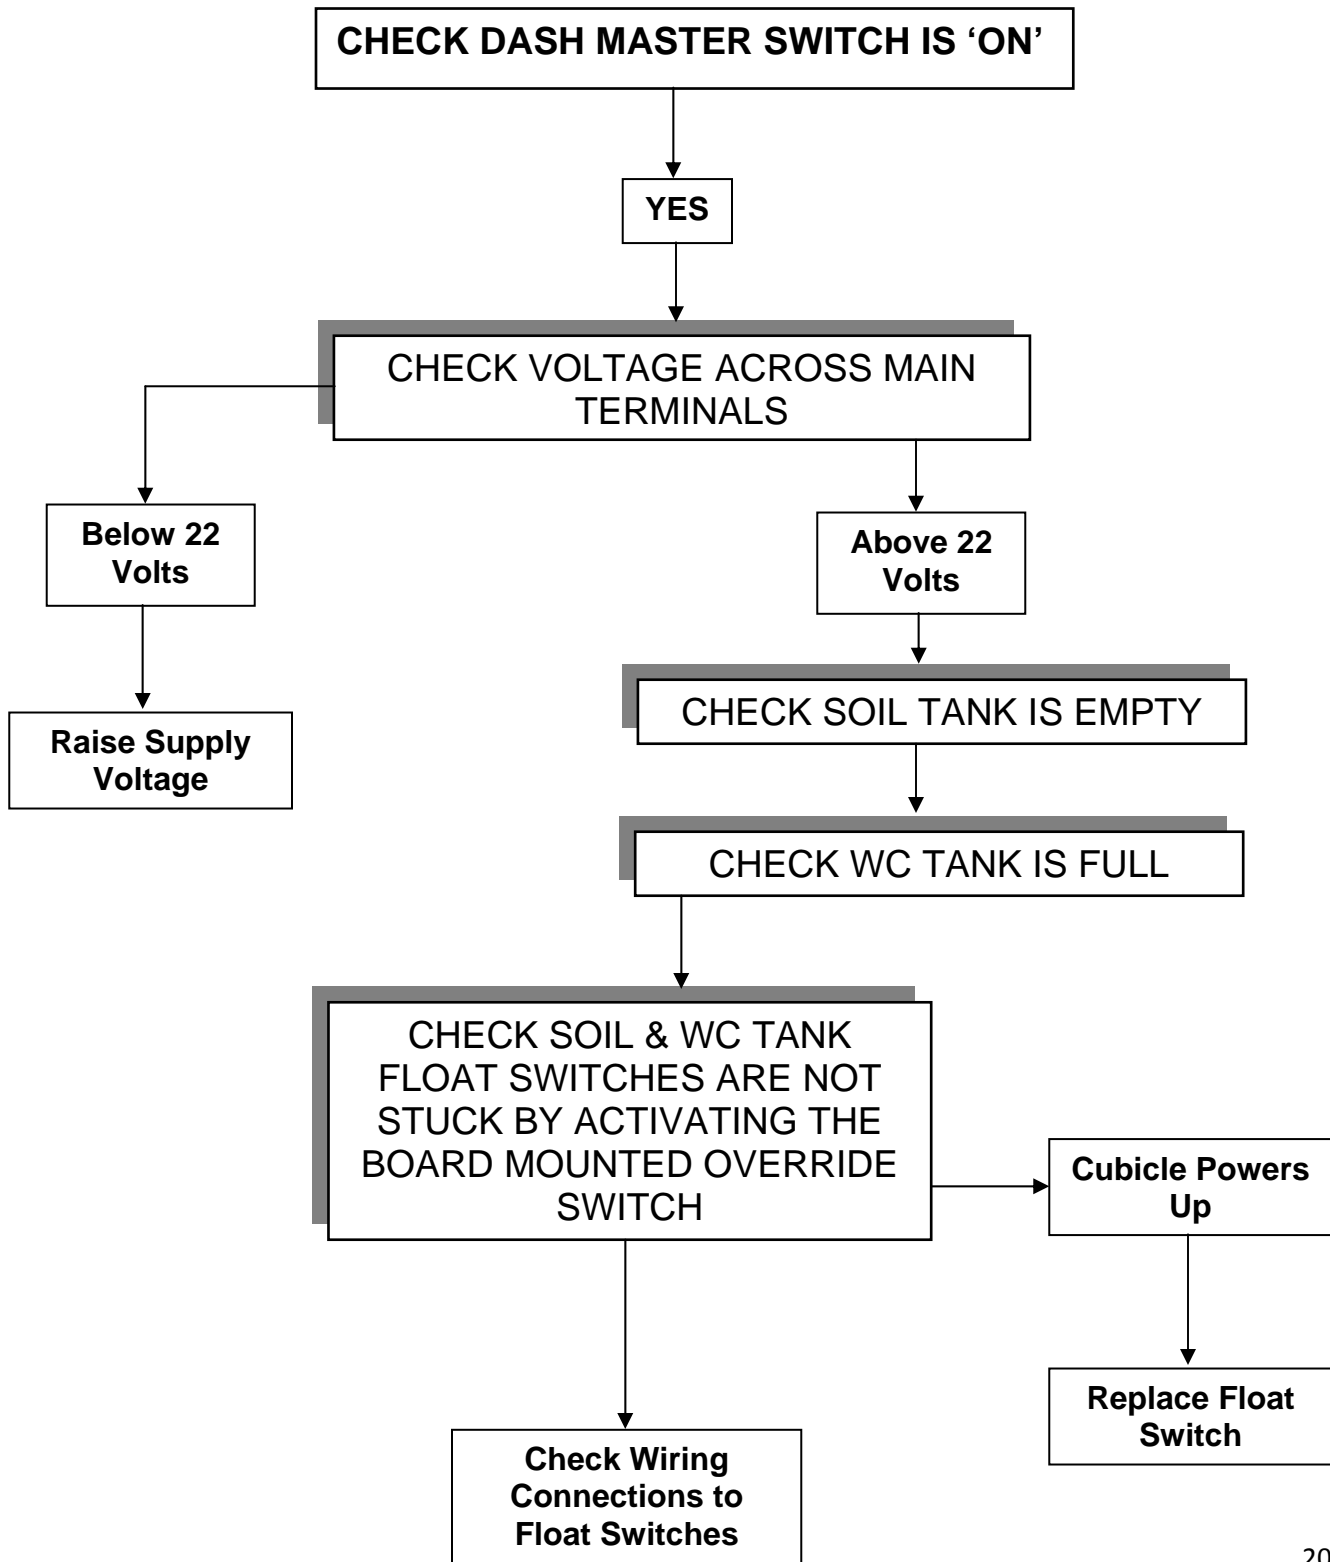 CHECK DASH MASTER SWITCH IS ‘ON’
YES
CHECK VOLTAGE ACROSS MAIN
TERMINALS
Below 22
Volts
Above 22
Volts
Raise Supply
Voltage
CHECK SOIL TANK IS EMPTY
CHECK WC TANK IS FULL
CHECK SOIL & WC TANK
FLOAT SWITCHES ARE NOT
STUCK BY ACTIVATING THE
BOARD MOUNTED OVERRIDE
SWITCH
Cubicle Powers
Up
Replace Float
Switch
Check Wiring
Connections to
Float Switches
20